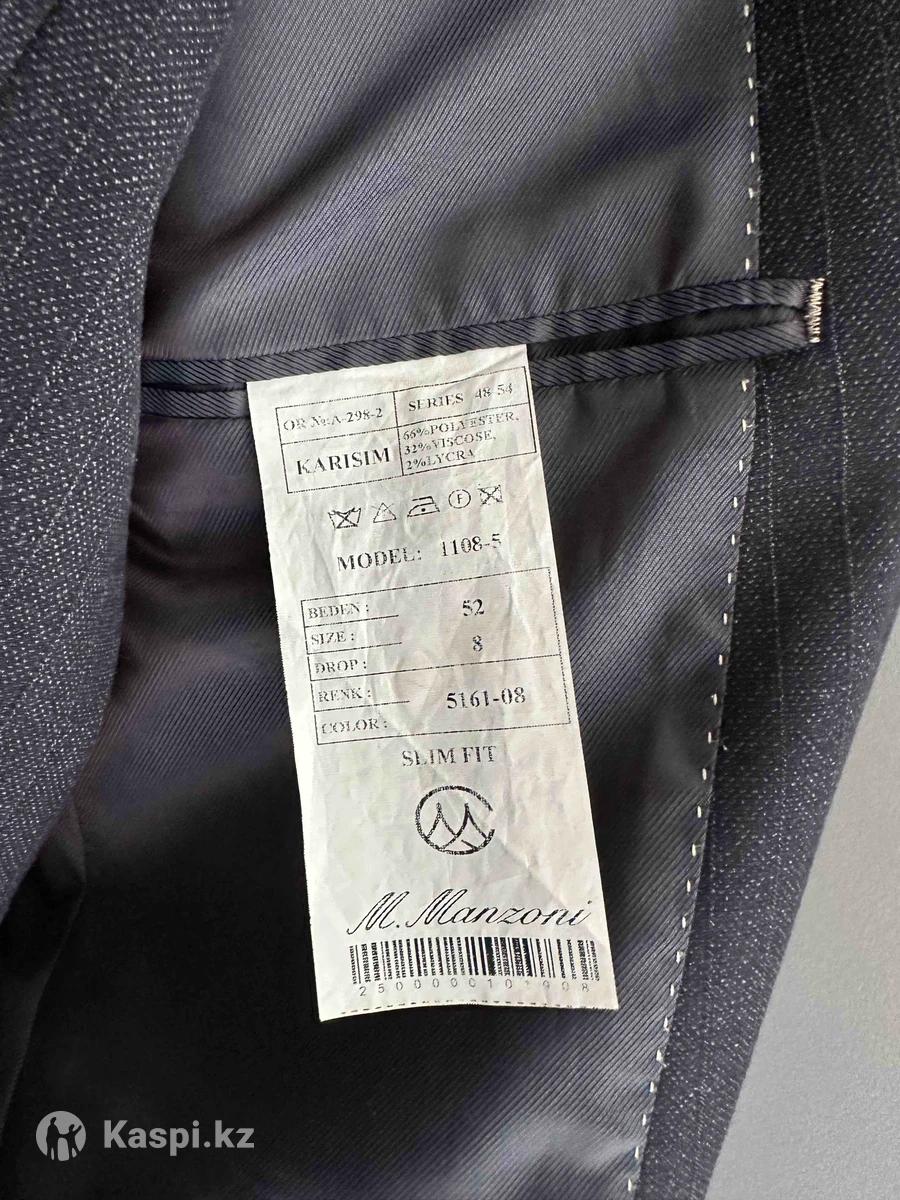 OR №:A-298-2
SERIES 48-54
KARISIM
66%POLYESTER,
32%VISCOSE,
2%LYCRA
F
MODEL: 1108-5
BEDEN : 52
SIZE :
DROP : 8
RENK : 5161-08
COLOR :
SLIM FIT
M. Manzoni
Kaspi.kz